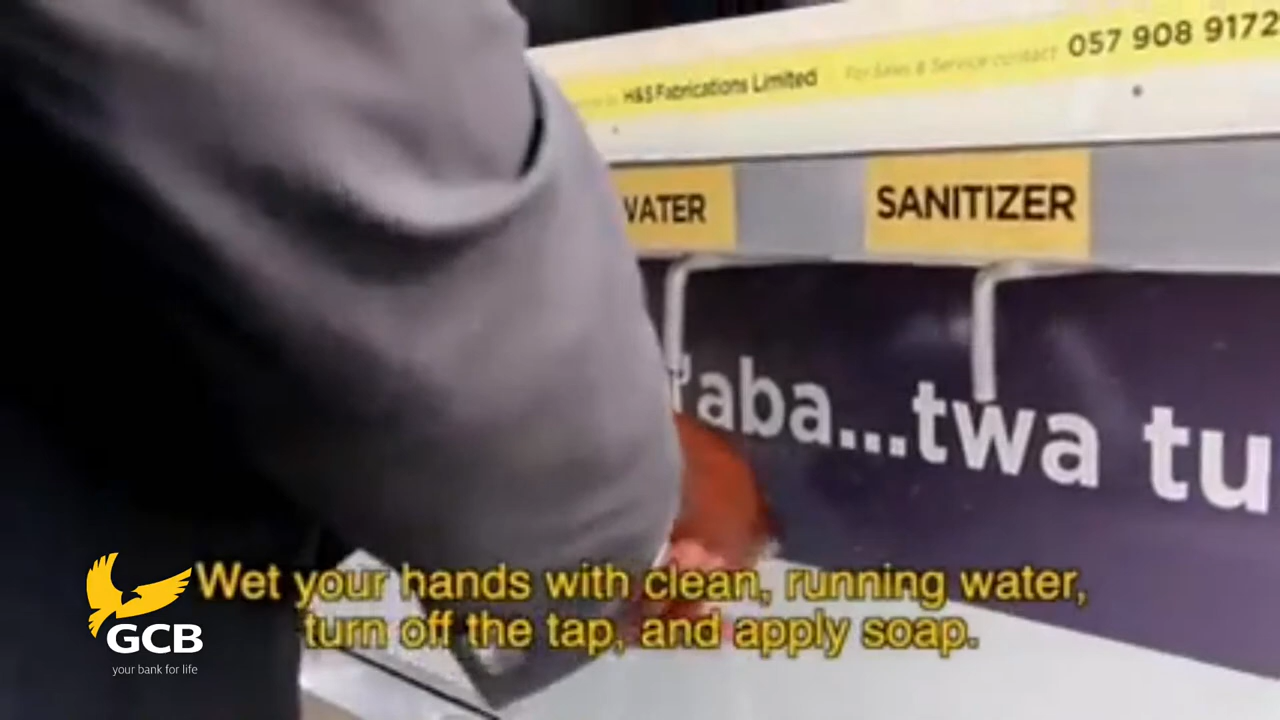 H&S Fabrications Limited For Sales & Service contact 057 908 9172
WATER
SANITIZER
aba...twa tu
Wet your hands with clean, running water,
turn off the tap, and apply soap.
GCB
your bank for life